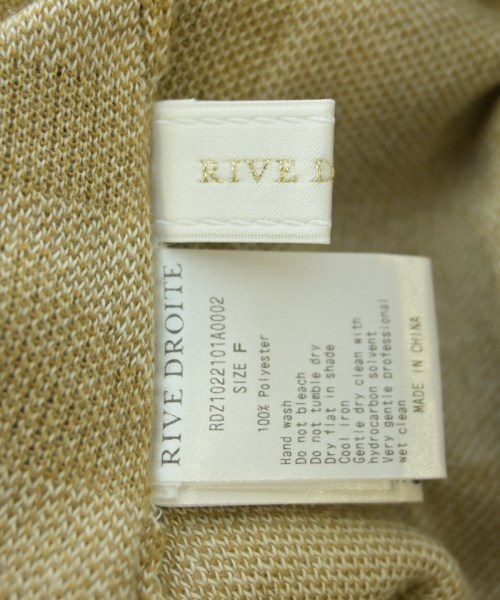 RIVE D
RIVE DROITE
RDZ1022101A0002
SIZE F
100% Polyester
Hand wash
Do not bleach
Do not tumble dry
Dry flat in shade
Cool iron
Gentle dry clean with
hydrocarbon solvent
Very gentle professional
wet clean
MADE IN CHINA